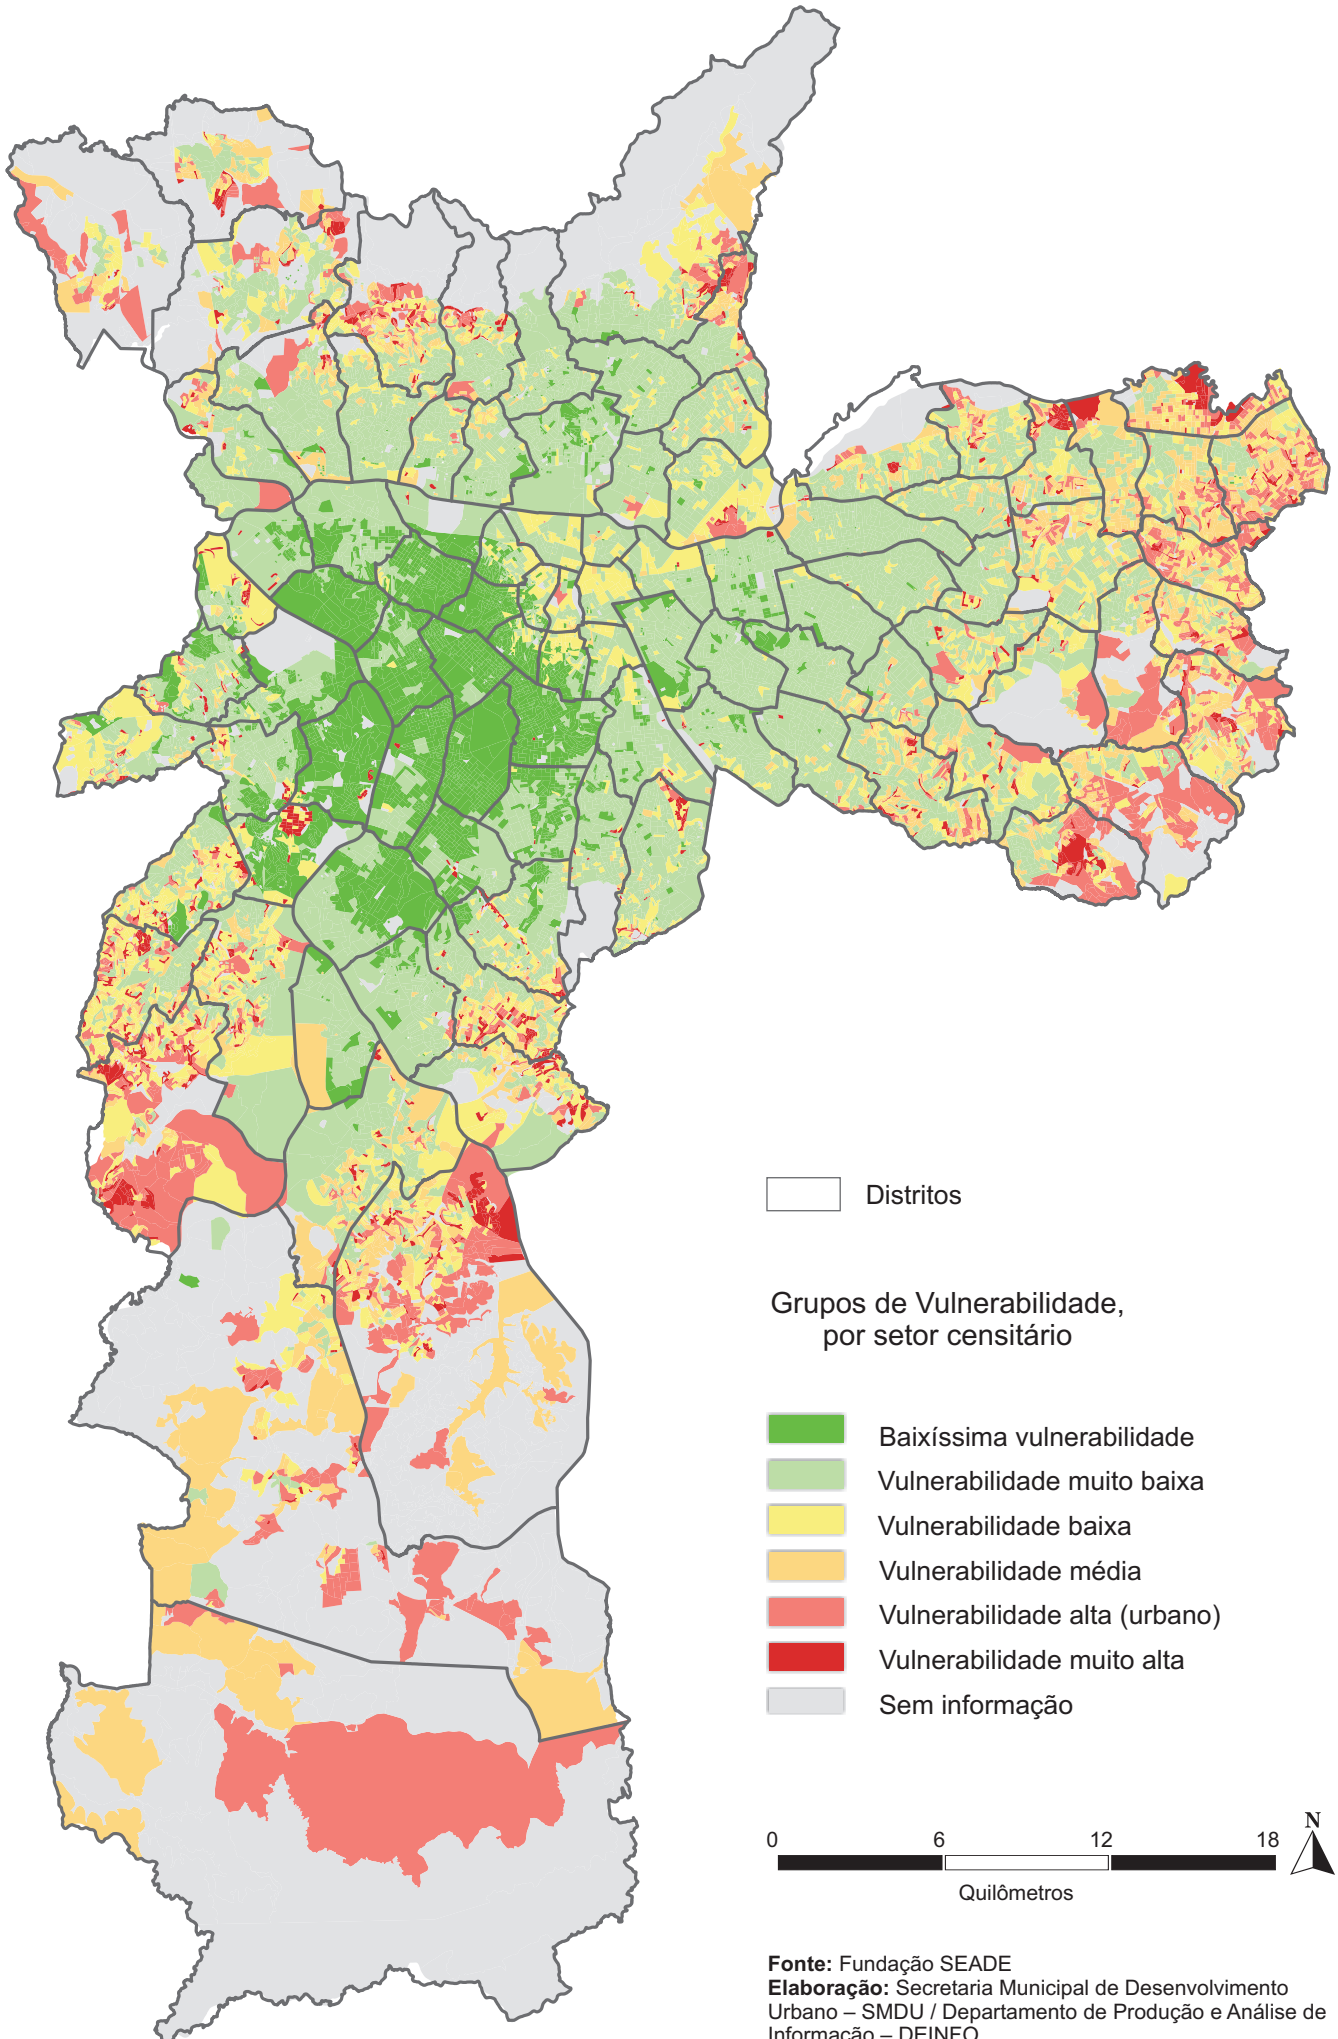 Distritos
Grupos de Vulnerabilidade,
por setor censitário
Baixíssima vulnerabilidade
Vulnerabilidade muito baixa
Vulnerabilidade baixa
Vulnerabilidade média
Vulnerabilidade alta (urbano)
Vulnerabilidade muito alta
Sem informação
N
0 6 12 18
Quilômetros
Fonte: Fundação SEADE
Elaboração: Secretaria Municipal de Desenvolvimento
Urbano – SMDU / Departamento de Produção e Análise de
Informação – DEINFO